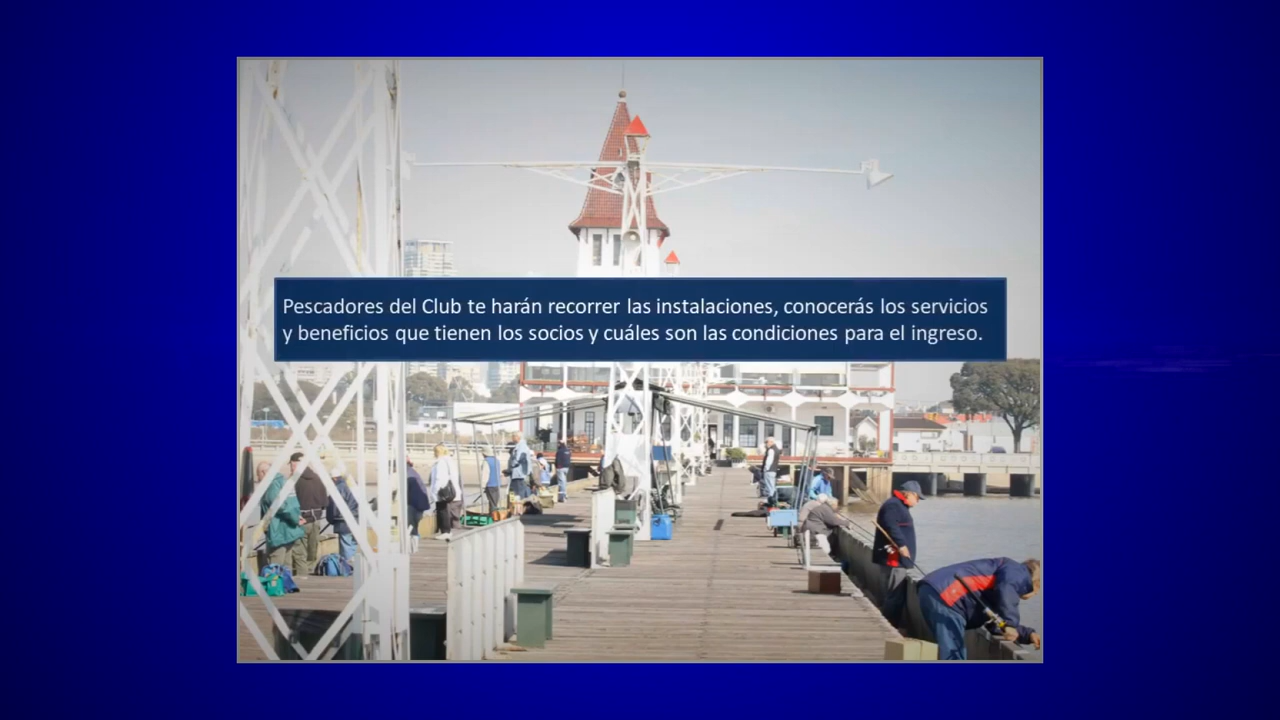 Pescadores del Club te harán recorrer las instalaciones, conocerás los servicios
y beneficios que tienen los socios y cuáles son las condiciones para el ingreso.